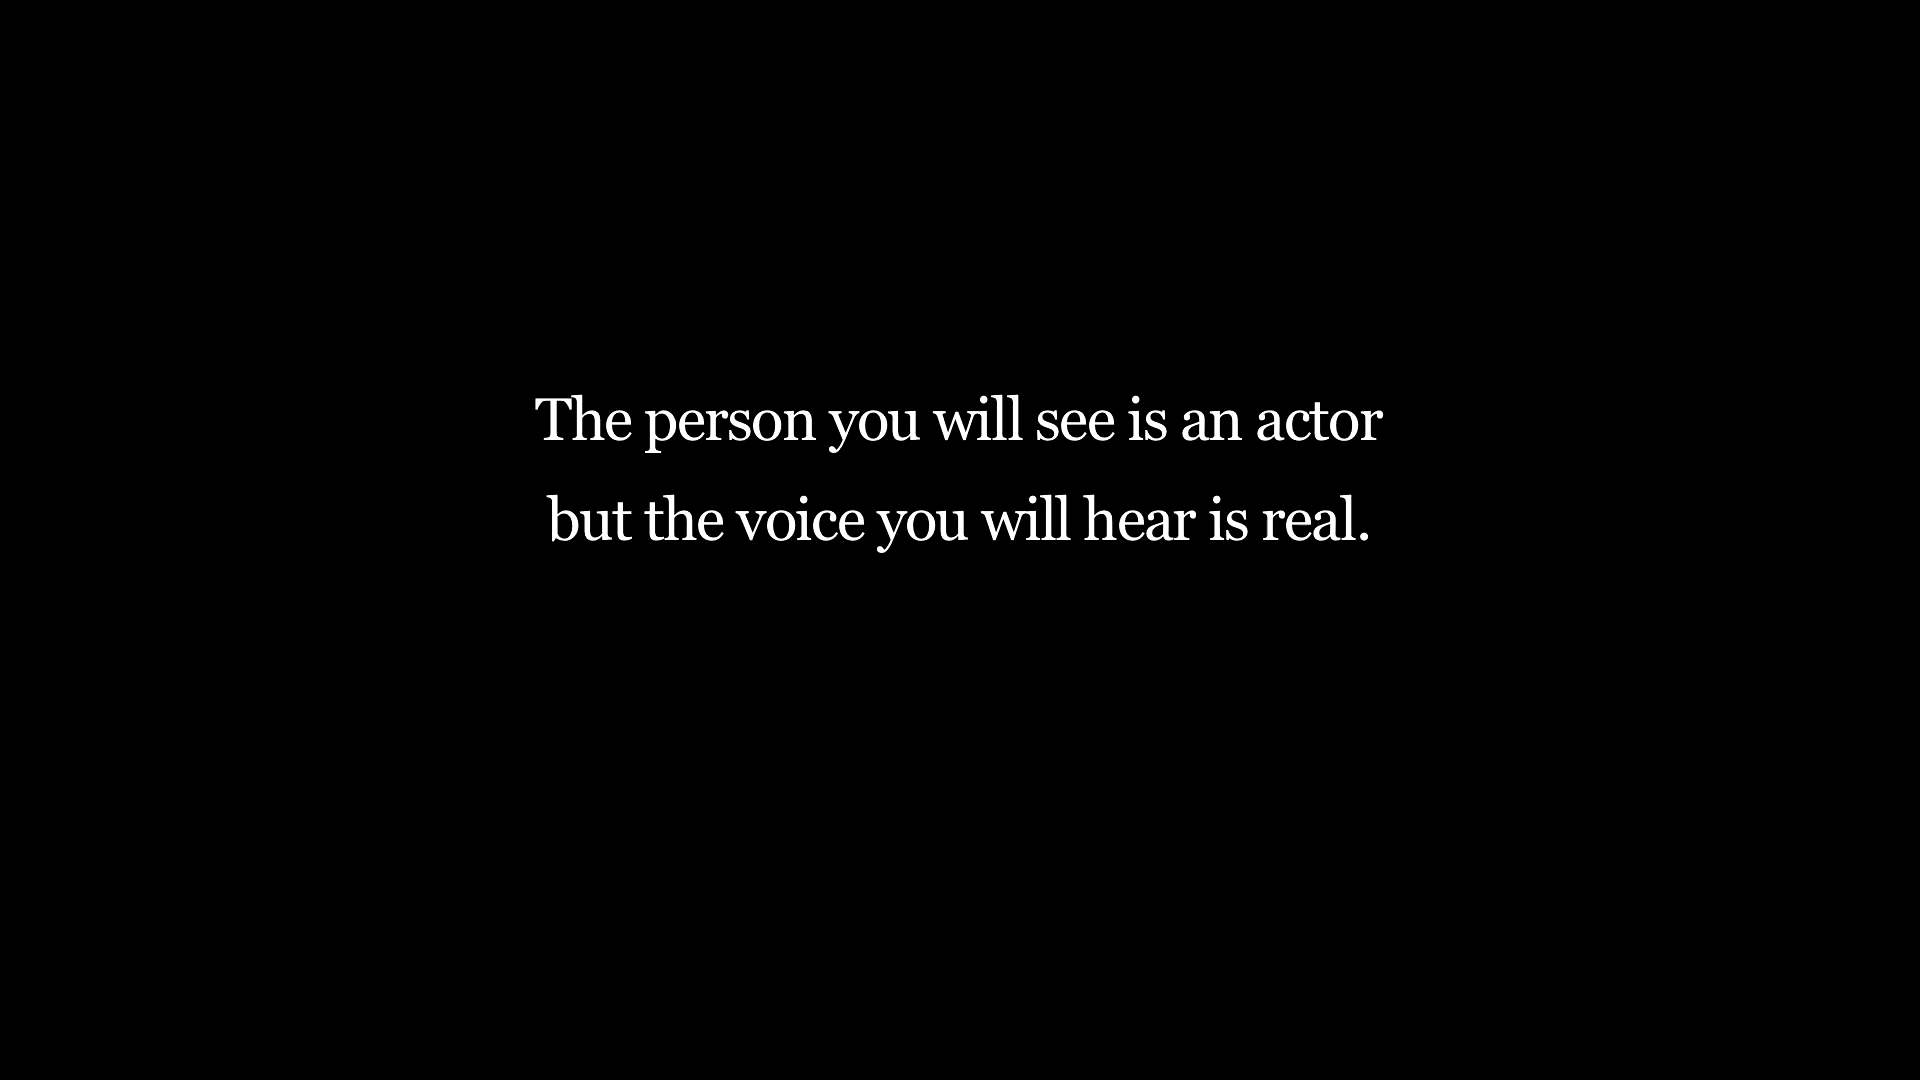 The person you will see is an actor
but the voice you will hear is real.